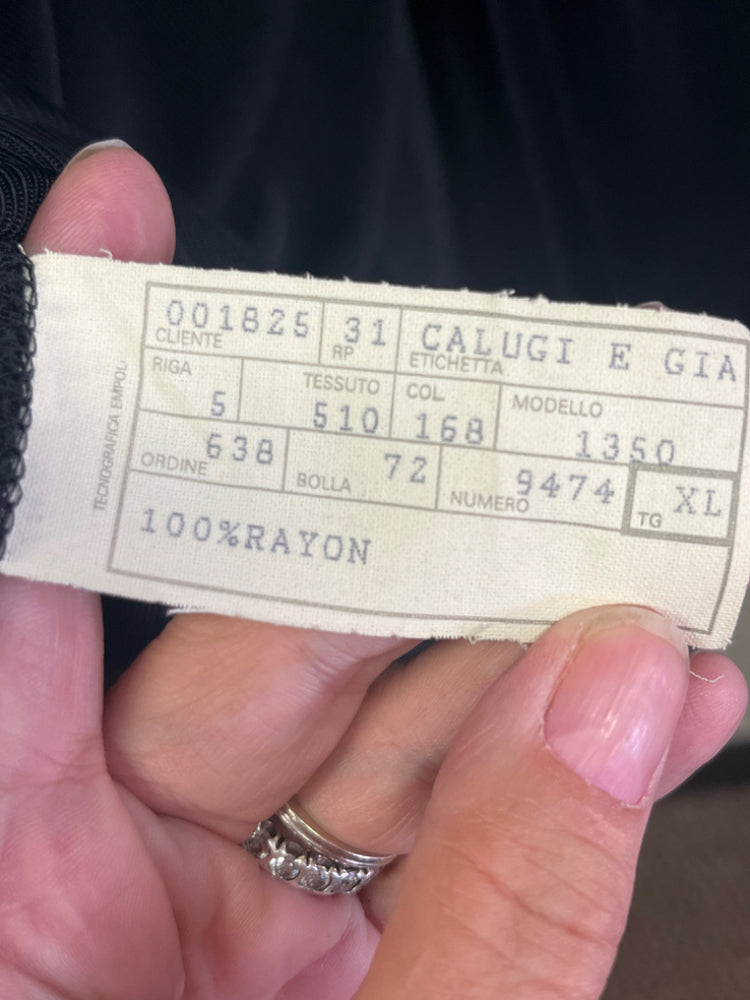 001825 31 CALUGI E GIA
CLIENTE RP ETICHETTA
RIGA TESSUTO COL MODELLO
5 510 168 1350
638 72 9474 XL
ORDINE BOLLA NUMERO TG
100%RAYON
TECNOGRAFICA EMPOLI